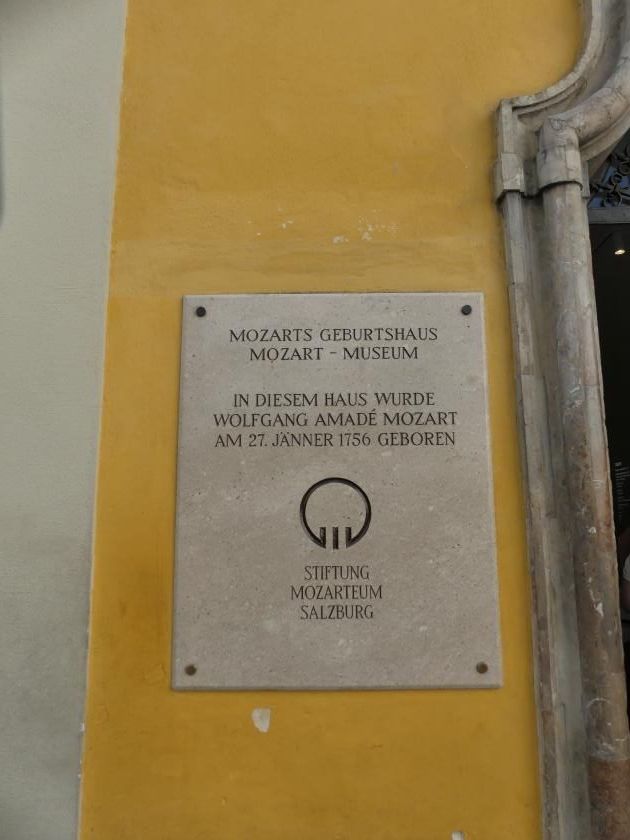 MOZARTS GEBURTSHAUS
MOZART - MUSEUM
IN DIESEM HAUS WURDE
WOLFGANG AMADÉ MOZART
AM 27. JÄNNER 1756 GEBOREN
STIFTUNG
MOZARTEUM
SALZBURG